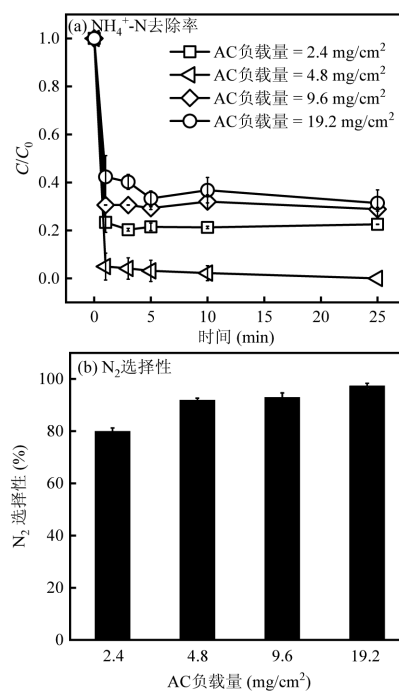 (a) NH₄⁺-N去除率
AC负载量 = 2.4 mg/cm²
AC负载量 = 4.8 mg/cm²
AC负载量 = 9.6 mg/cm²
AC负载量 = 19.2 mg/cm²
1.0
0.8
0.6
0.4
0.2
0.0
C/C₀
0 5 10 15 20 25
时间 (min)
(b) N₂选择性
100
80
60
40
20
0
N₂ 选择性 (%)
2.4 4.8 9.6 19.2
AC负载量 (mg/cm²)